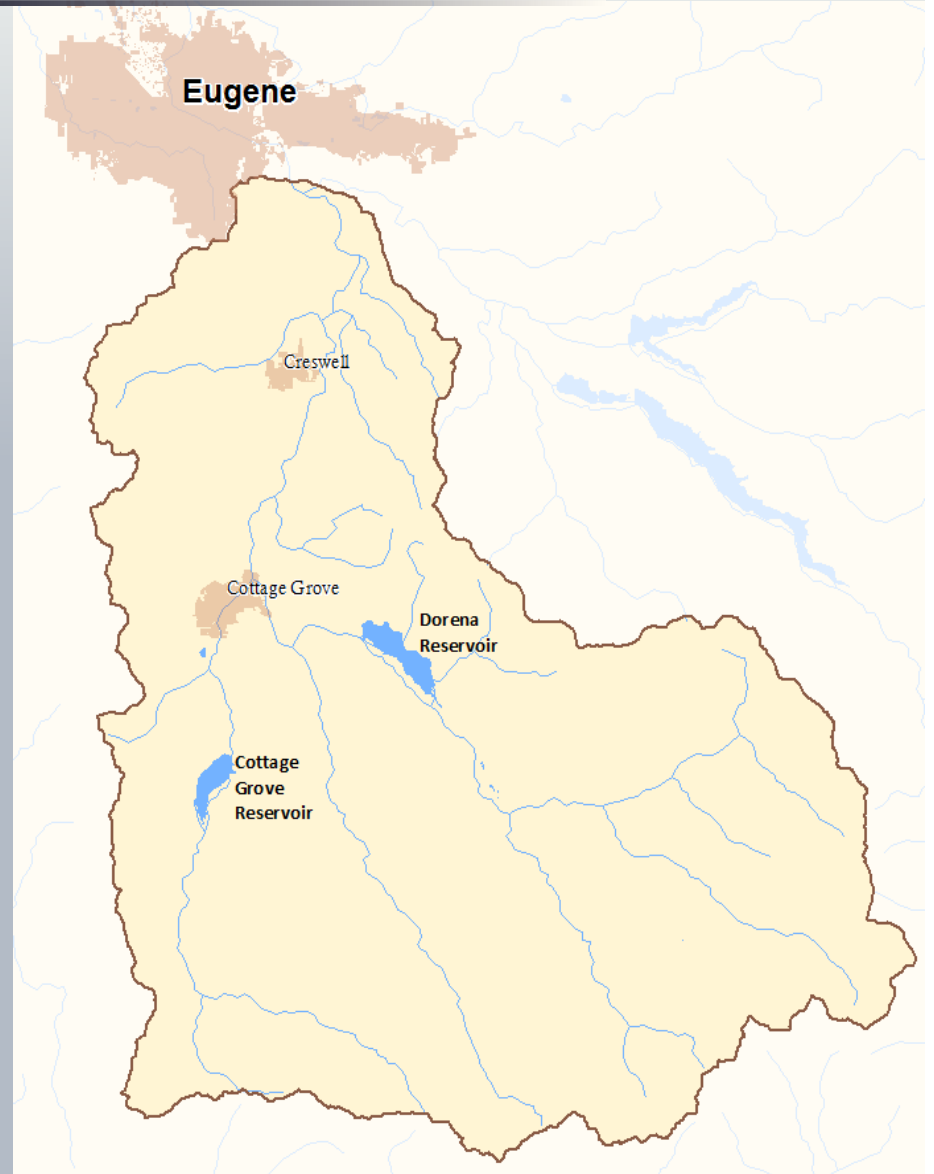 Eugene
Creswell
Cottage Grove
Dorena
Reservoir
Cottage
Grove
Reservoir